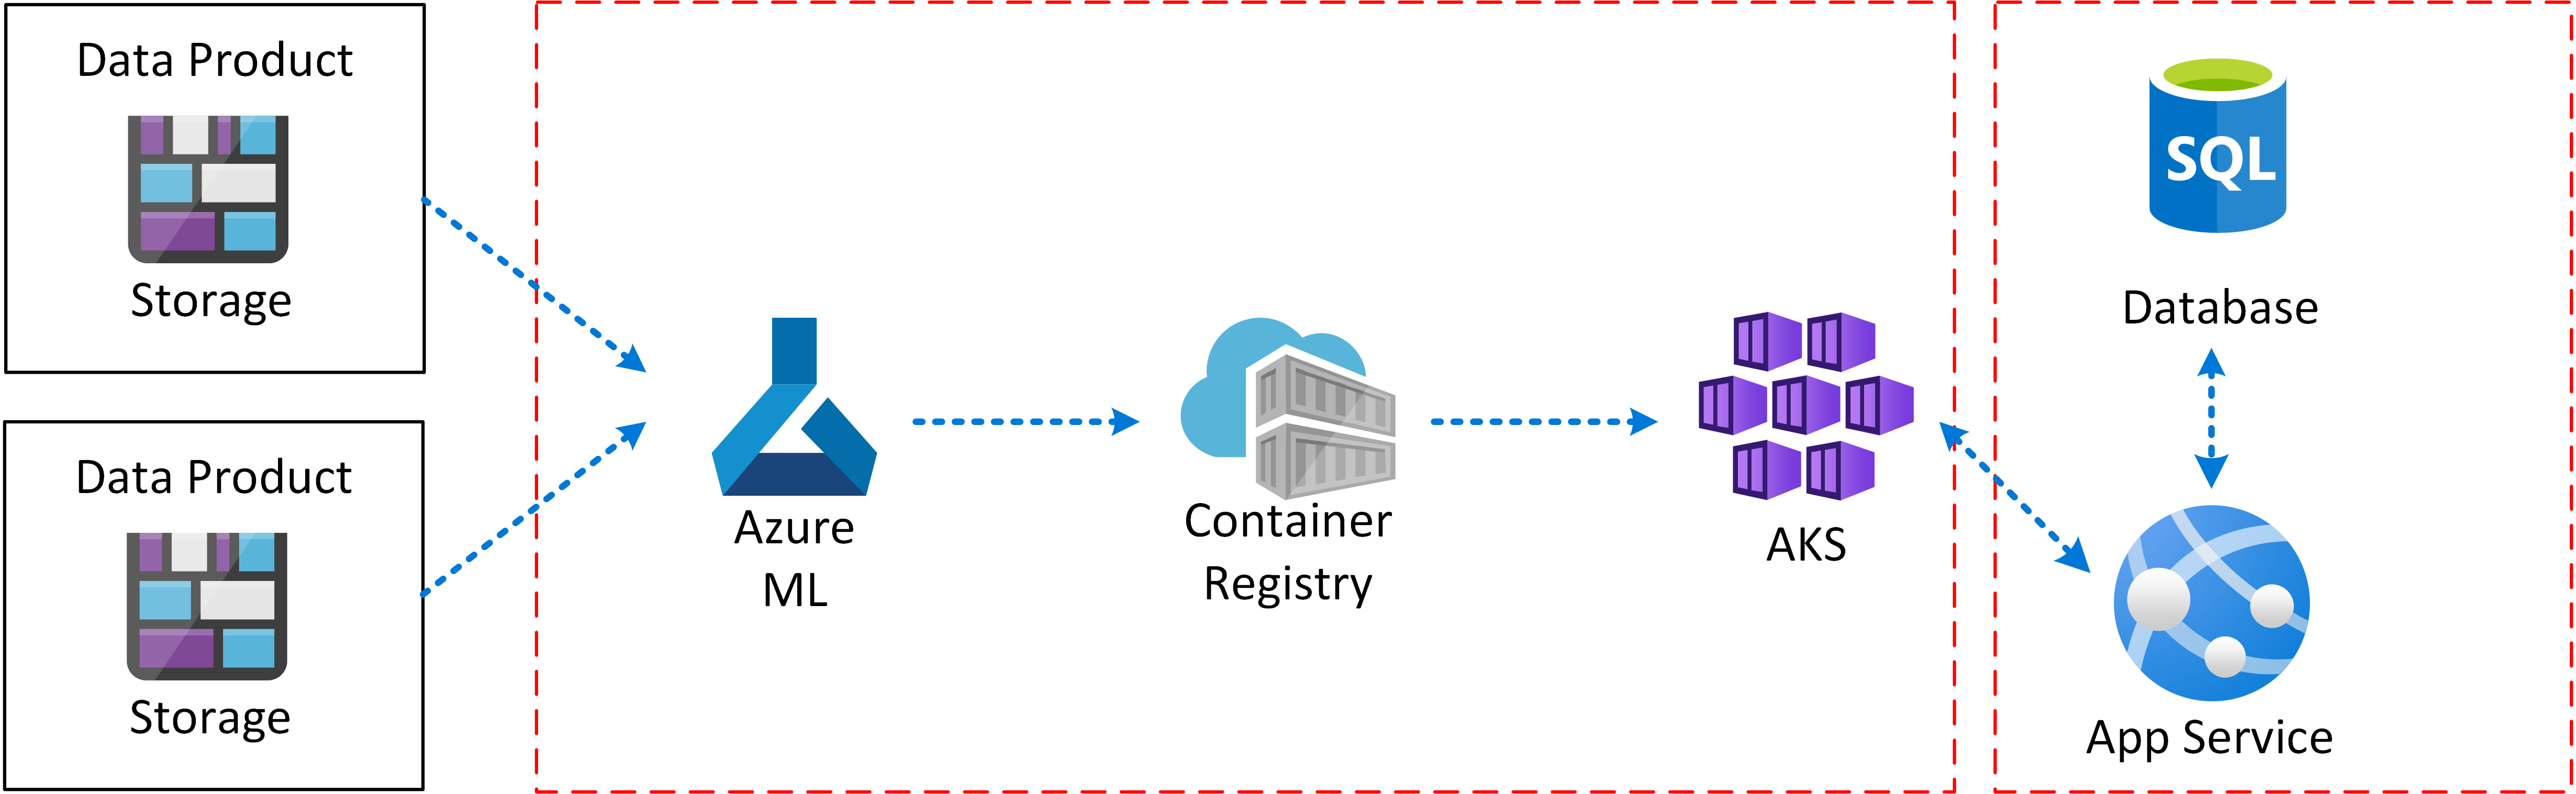 Data Product
Storage
Data Product
Storage
Azure
ML
Container
Registry
AKS
SQL
Database
App Service